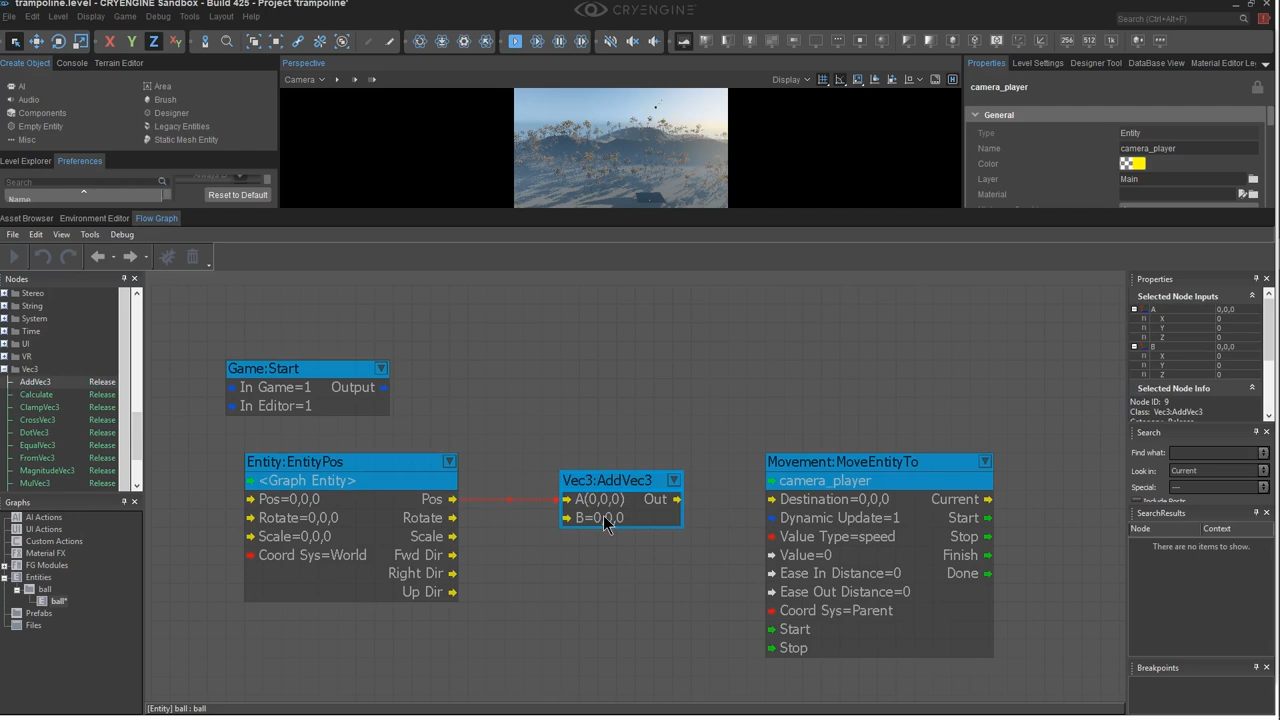 trampoline.level - CRYENGINE Sandbox - Build 425 - Project 'trampoline'
CRYENGINE
File Edit Level Display Game Debug Tools Layout Help
Search (Ctrl+Alt+Y)
X Y Z XY
256 512 1k
Create Object Console Terrain Editor
Perspective
Properties Level Settings Designer Tool DataBase View Material Editor Le
Camera
Display
AI Area
Audio Brush
Components Designer
Empty Entity Legacy Entities
Misc Static Mesh Entity
camera_player
General
Type Entity
Name camera_player
Color
Layer Main
Material
Level Explorer Preferences
Search
Name
Reset to Default
Asset Browser Environment Editor Flow Graph
File Edit View Tools Debug
Nodes
Stereo
String
System
Time
UI
VR
Vec3
AddVec3 Release
Calculate Release
ClampVec3 Release
CrossVec3 Release
DotVec3 Release
EqualVec3 Release
FromVec3 Release
MagnitudeVec3 Release
MulVec3 Release
Graphs
AI Actions
UI Actions
Custom Actions
Material FX
FG Modules
Entities
ball
ball*
Prefabs
Files
Game:Start
In Game=1 Output
In Editor=1
Entity:EntityPos
<Graph Entity>
Pos=0,0,0 Pos
Rotate=0,0,0 Rotate
Scale=0,0,0 Scale
Coord Sys=World Fwd Dir
Right Dir
Up Dir
Vec3:AddVec3
A(0,0,0) Out
B=0,0,0
Movement:MoveEntityTo
camera_player
Destination=0,0,0 Current
Dynamic Update=1 Start
Value Type=speed Stop
Value=0 Finish
Ease In Distance=0 Done
Ease Out Distance=0
Coord Sys=Parent
Start
Stop
Properties
Selected Node Inputs
A 0,0,0
X 0
Y 0
Z 0
B 0,0,0
X 0
Y 0
Z 0
Selected Node Info
Node ID: 9
Class: Vec3:AddVec3
Search
Find what:
Look in: Current
Special: ---
SearchResults
Node Context
There are no items to show.
Breakpoints
[Entity] ball : ball